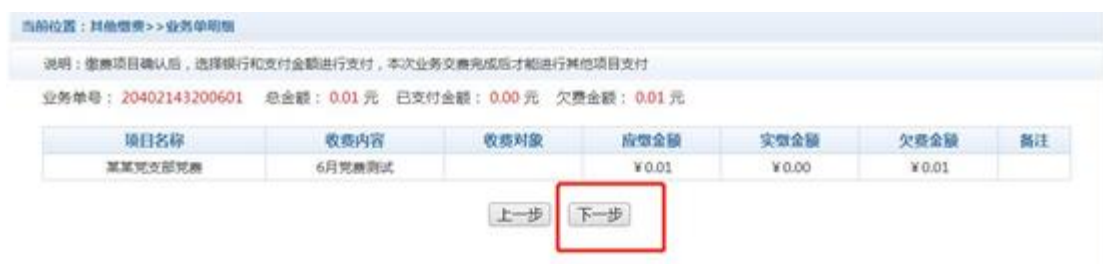 当前位置：其他缴费>>业务单明细
说明：缴费项目确认后，选择银行和支付金额进行支付，本次业务交费完成后才能进行其他项目支付
业务单号： 20402143200601 总金额： 0.01 元 已支付金额： 0.00 元 欠费金额： 0.01 元
项目名称 收费内容 收费对象 应缴金额 实缴金额 欠费金额 备注
某某党支部党费 6月党费测试 ￥0.01 ￥0.00 ￥0.01
上一步 下一步